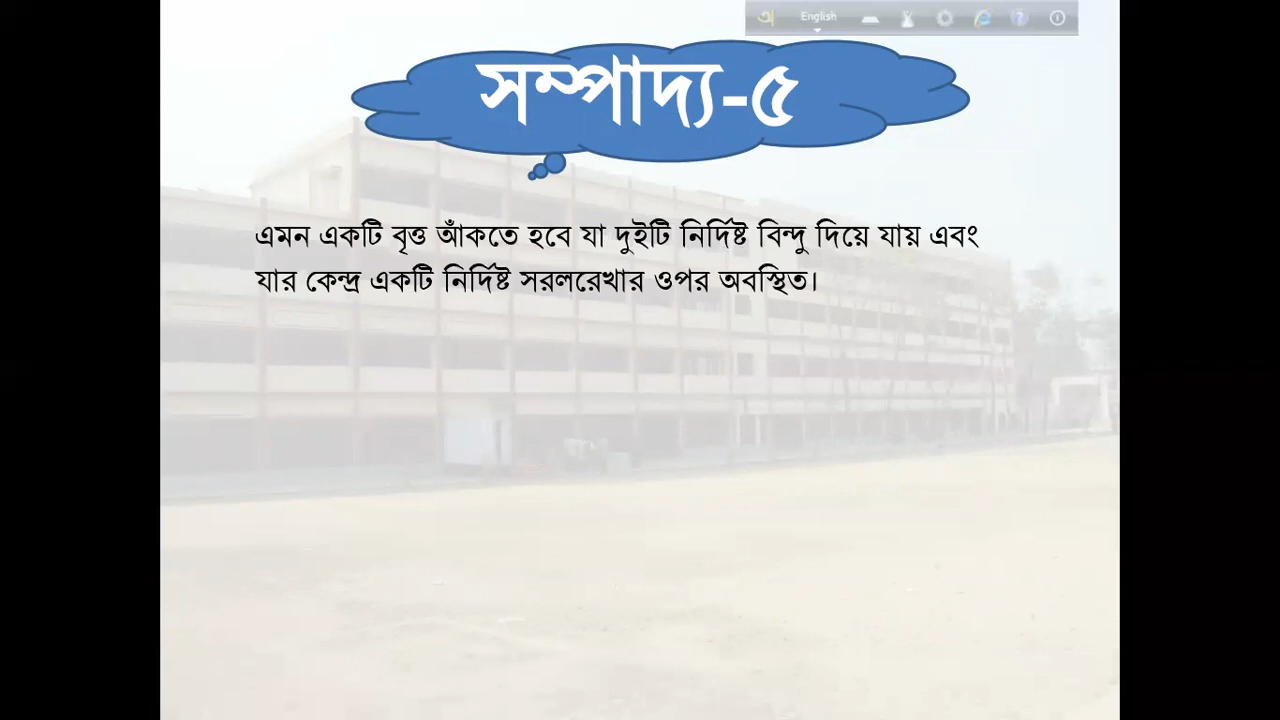 অ English
সম্পাদ্য-৫
এমন একটি বৃত্ত আঁকতে হবে যা দুইটি নির্দিষ্ট বিন্দু দিয়ে যায় এবং
যার কেন্দ্র একটি নির্দিষ্ট সরলরেখার ওপর অবস্থিত।